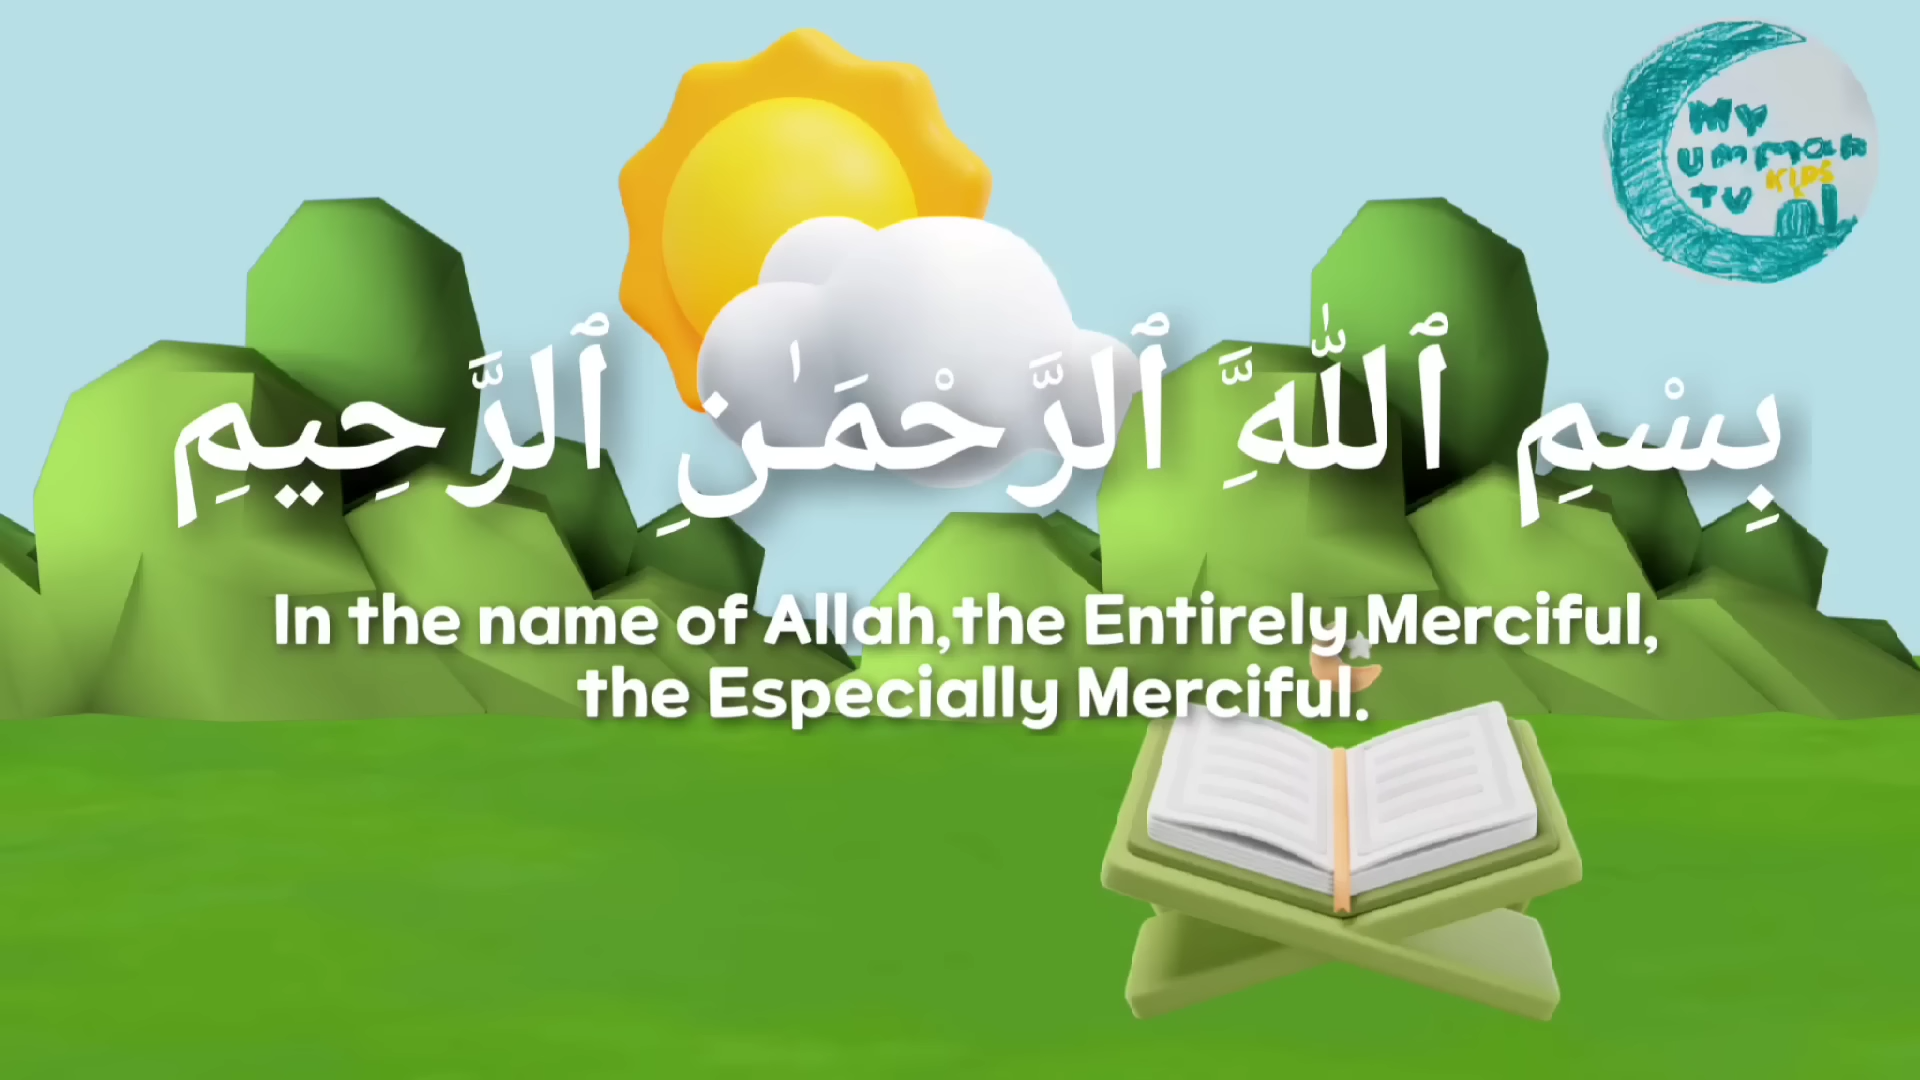 بِسْمِ ٱللَّهَِّ ٱلرَّحْمَـٰنِ ٱلرَّحِيمِ
In the name of Allah,the Entirely Merciful,
the Especially Merciful.
My
ummah
KIDS
TV